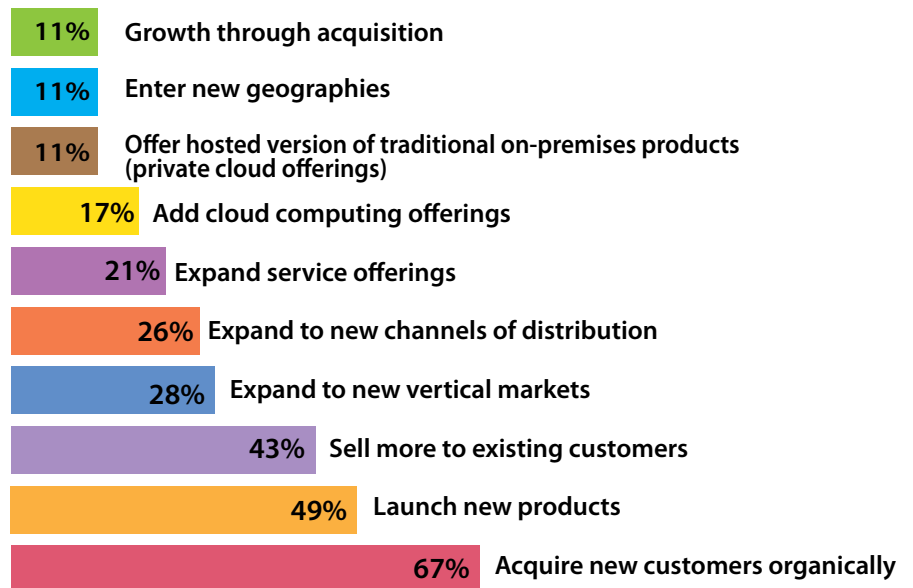 11% Growth through acquisition
11% Enter new geographies
11% Offer hosted version of traditional on-premises products
(private cloud offerings)
17% Add cloud computing offerings
21% Expand service offerings
26% Expand to new channels of distribution
28% Expand to new vertical markets
43% Sell more to existing customers
49% Launch new products
67% Acquire new customers organically